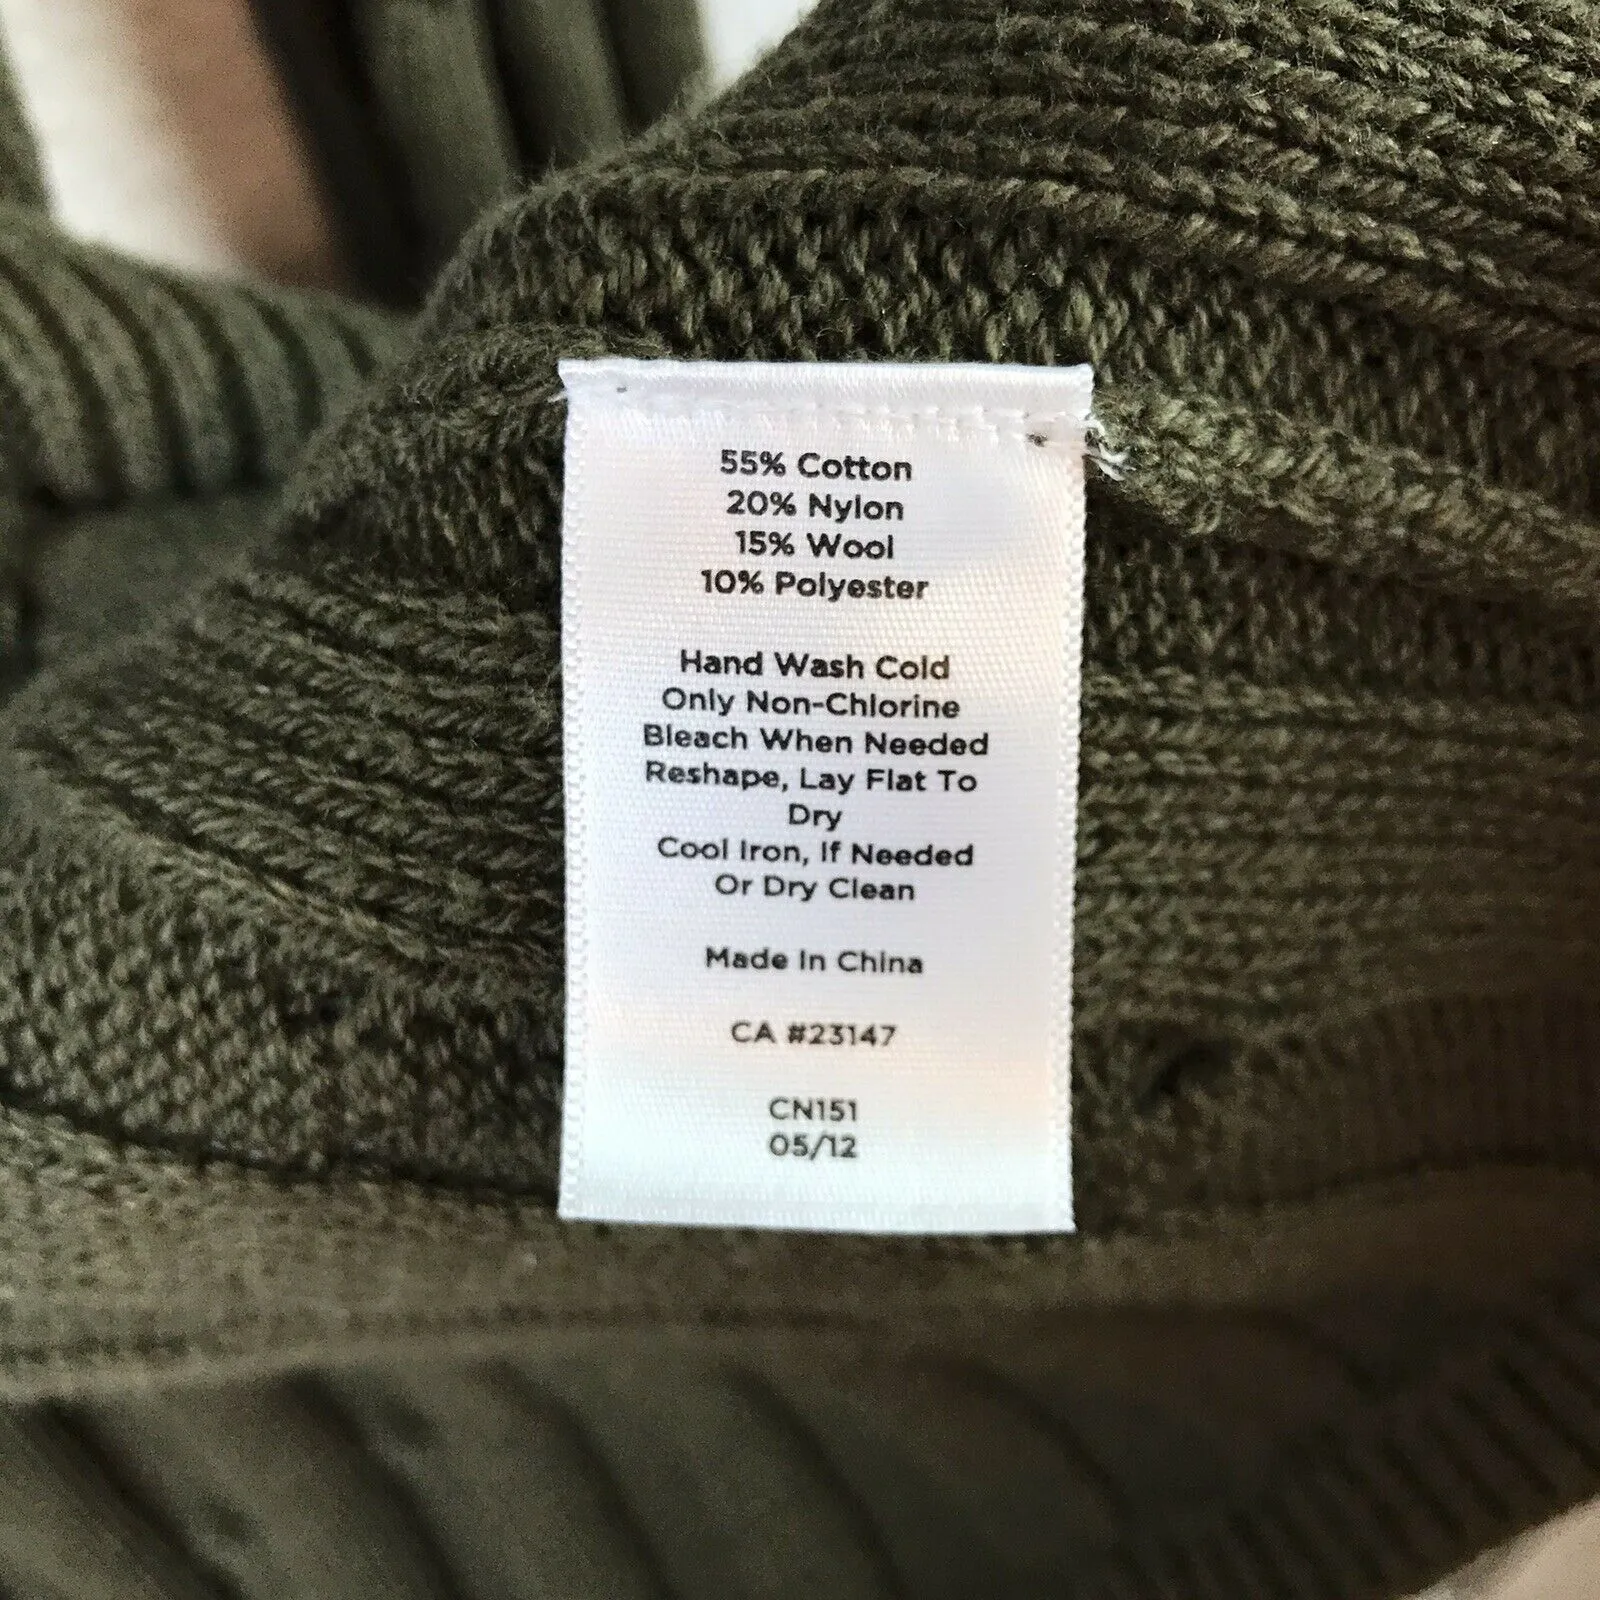 55% Cotton
20% Nylon
15% Wool
10% Polyester
Hand Wash Cold
Only Non-Chlorine
Bleach When Needed
Reshape, Lay Flat To
Dry
Cool Iron, If Needed
Or Dry Clean
Made In China
CA #23147
CN151
05/12